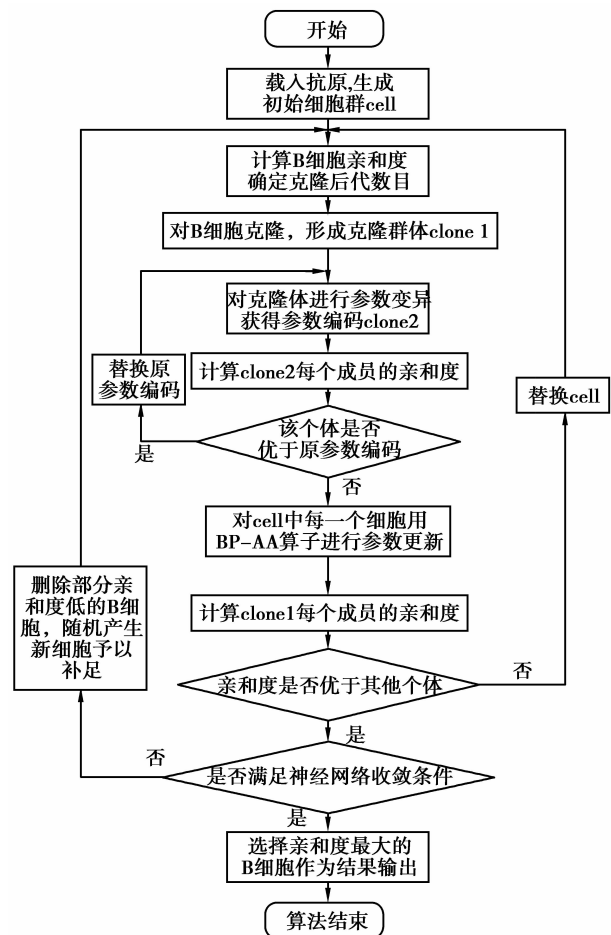 开始
载入抗原,生成
初始细胞群cell
计算B细胞亲和度
确定克隆后代数目
对B细胞克隆，形成克隆群体clone 1
对克隆体进行参数变异
获得参数编码clone2
替换原
参数编码
计算clone2每个成员的亲和度
替换cell
该个体是否
优于原参数编码
是
否
对cell中每一个细胞用
BP-AA算子进行参数更新
删除部分亲
和度低的B细
胞，随机产生
新细胞予以
补足
计算clone1每个成员的亲和度
亲和度是否优于其他个体
否
是
是否满足神经网络收敛条件
否
是
选择亲和度最大的
B细胞作为结果输出
算法结束